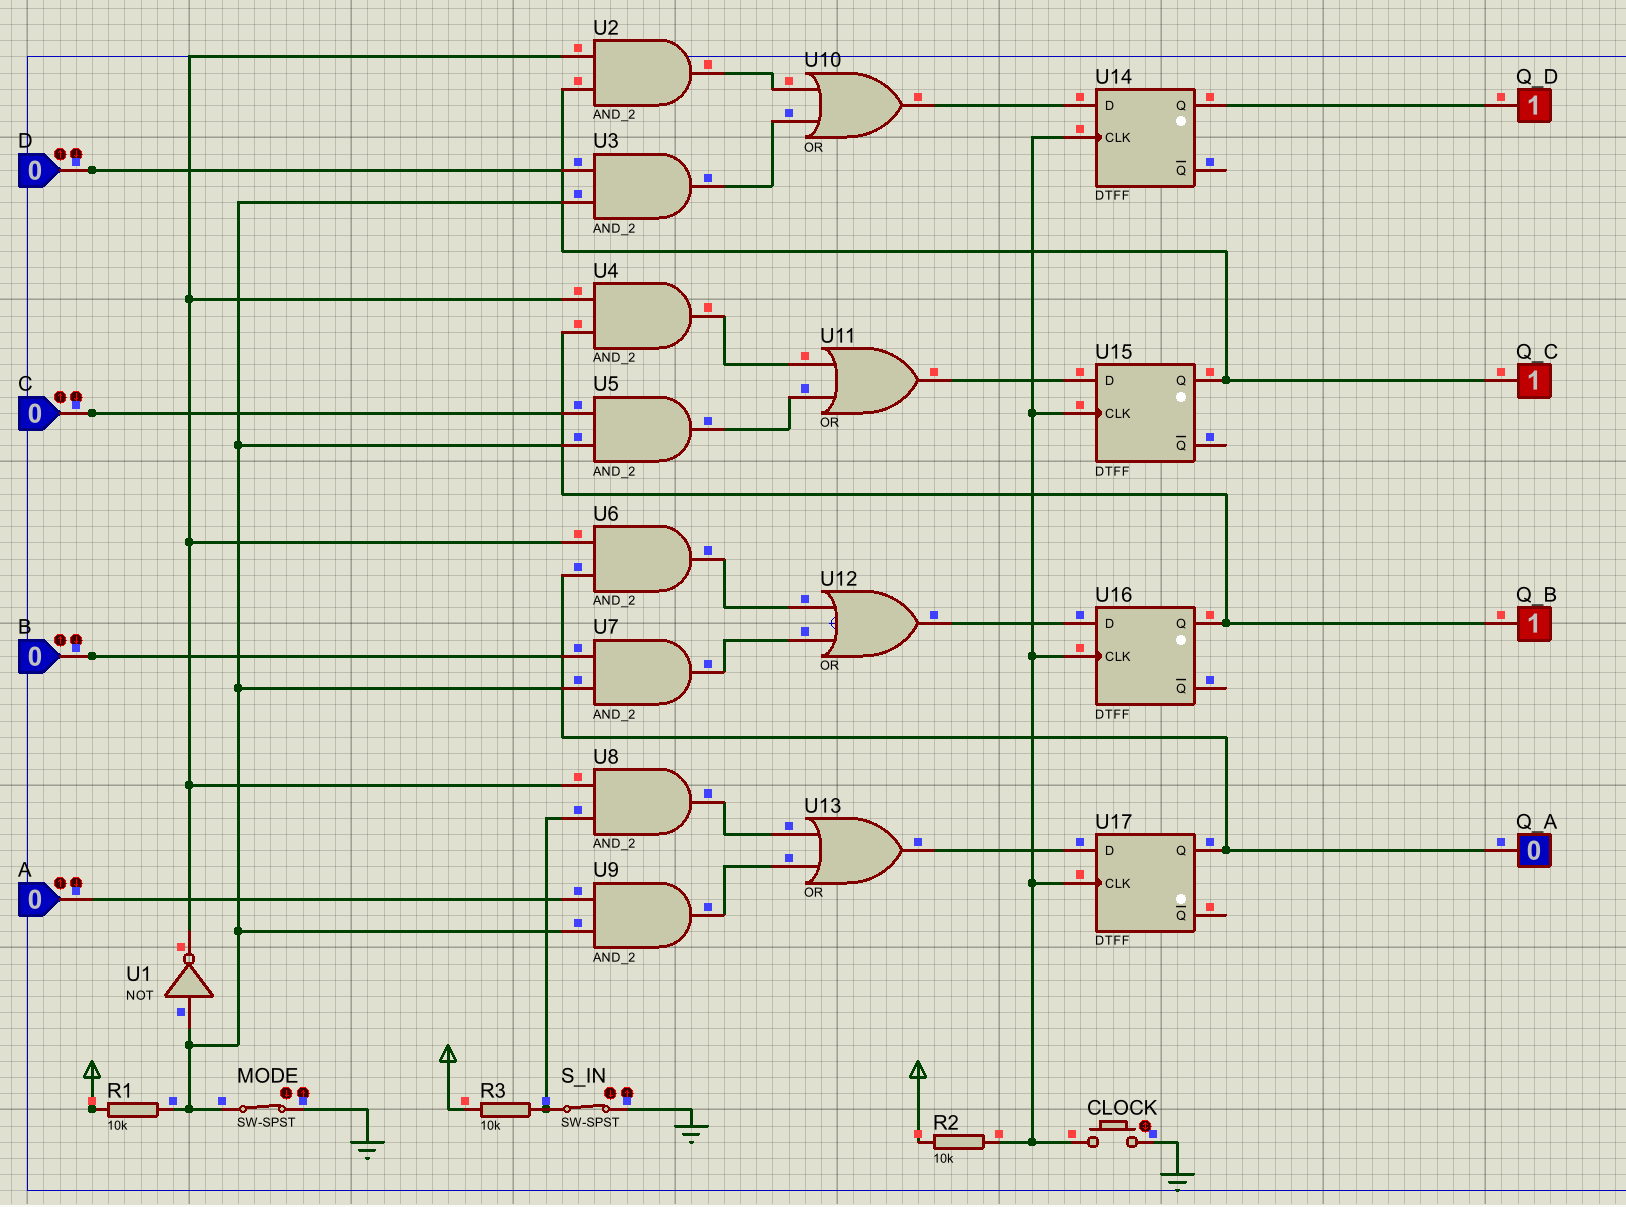 U2
AND_2
U10
OR
U14
D
Q
CLK
Q
DTFF
Q_D
1
D
0
U3
AND_2
U4
AND_2
U11
OR
U15
D
Q
CLK
Q
DTFF
Q_C
1
C
0
U5
AND_2
U6
AND_2
U12
OR
U16
D
Q
CLK
Q
DTFF
Q_B
1
B
0
U7
AND_2
U8
AND_2
U13
OR
U17
D
Q
CLK
Q
DTFF
Q_A
0
A
0
U9
AND_2
U1
NOT
R1
10k
MODE
SW-SPST
R3
10k
S_IN
SW-SPST
R2
10k
CLOCK